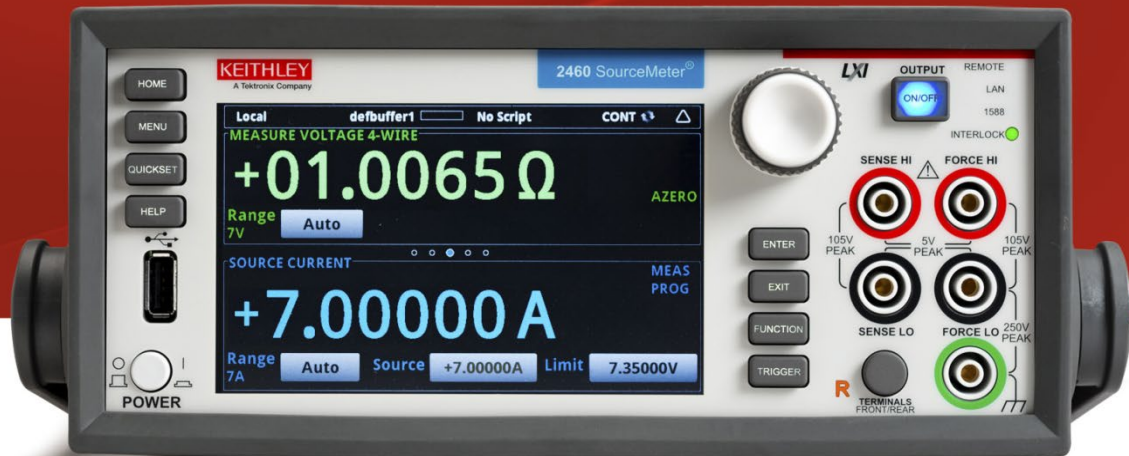 HOME
MENU
QUICKSET
HELP
POWER
KEITHLEY
A Tektronix Company
2460 SourceMeter®
Local defbuffer1 No Script CONT
MEASURE VOLTAGE 4-WIRE
+01.0065 Ω
AZERO
Range Auto
7V
SOURCE CURRENT
MEAS
PROG
+7.00000 A
Range Auto Source +7.00000A Limit 7.35000V
7A
LXI
OUTPUT
ON/OFF
REMOTE
LAN
1588
INTERLOCK
ENTER
EXIT
FUNCTION
TRIGGER
SENSE HI FORCE HI
105V
PEAK
5V
PEAK
105V
PEAK
SENSE LO FORCE LO
250V
PEAK
R
TERMINALS
FRONT/REAR